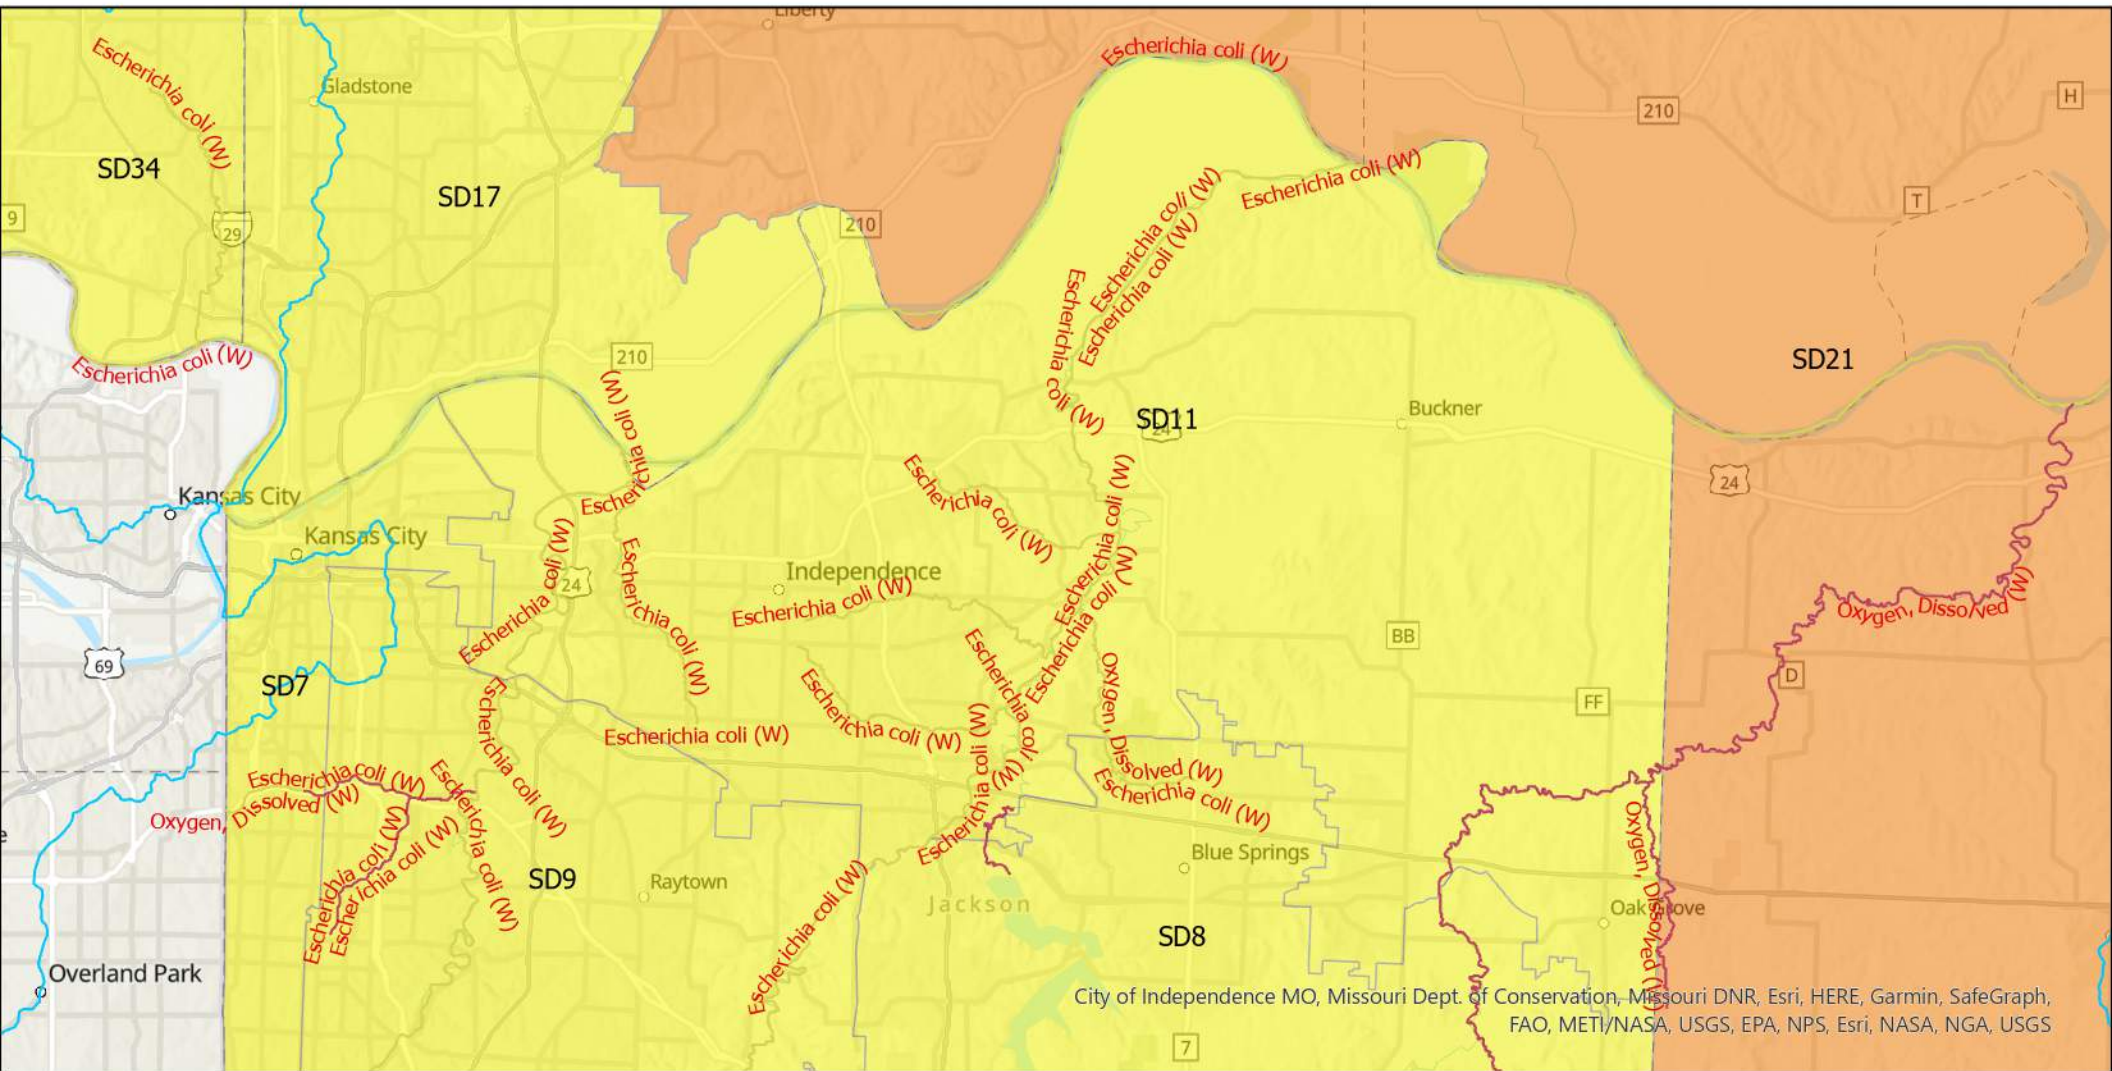 Liberty
Escherichia coli (W)
Escherichia coli (W)
Gladstone
H
210
SD34
SD17
Escherichia coli (W)
Escherichia coli (W)
Escherichia coli (W)
T
9
29
210
Escherichia coli (W)
Escherichia coli (W)
210
Escherichia coli (W)
SD21
Escherichia coli (W)
SD11
24
Buckner
Escherichia coli (W)
Escherichia coli (W)
24
Kansas City
Kansas City
Escherichia coli (W)
24
Escherichia coli (W)
Independence
Escherichia coli (W)
Escherichia coli (W)
Oxygen, Dissolved (W)
BB
69
SD7
D
FF
Escherichia coli (W)
Escherichia coli (W)
Escherichia coli (W)
Escherichia coli (W)
Escherichia coli (W)
Oxygen, Dissolved (W)
Escherichia coli (W)
Escherichia coli (W)
Oxygen, Dissolved (W)
Escherichia coli (W)
Escherichia coli (W)
Escherichia coli (W)
Escherichia coli (W)
Escherichia coli (W)
Oxygen, Dissolved (W)
Blue Springs
SD9
Raytown
Jackson
Oak Grove
Escherichia coli (W)
SD8
Overland Park
City of Independence MO, Missouri Dept. of Conservation, Missouri DNR, Esri, HERE, Garmin, SafeGraph,
FAO, METI/NASA, USGS, EPA, NPS, Esri, NASA, NGA, USGS
7